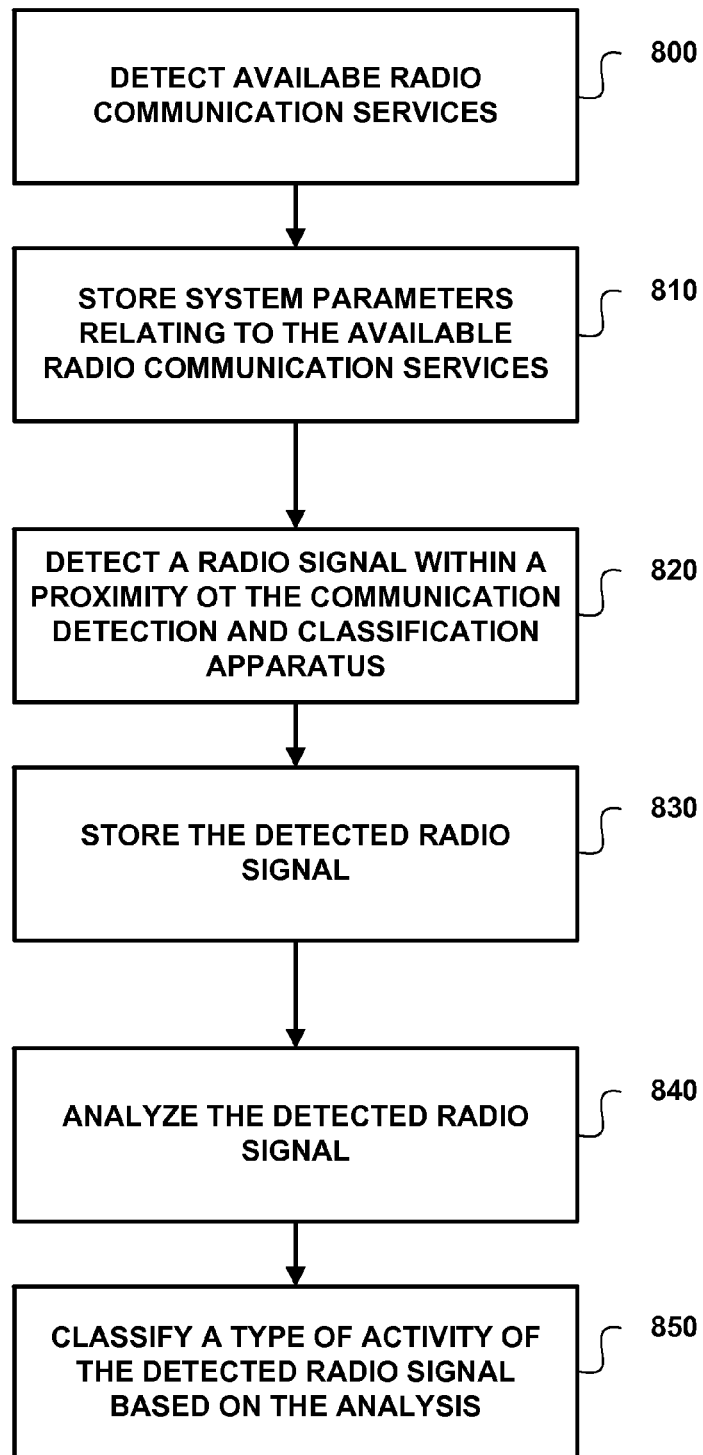 DETECT AVAILABE RADIO
COMMUNICATION SERVICES
800
STORE SYSTEM PARAMETERS
RELATING TO THE AVAILABLE
RADIO COMMUNICATION SERVICES
810
DETECT A RADIO SIGNAL WITHIN A
PROXIMITY OT THE COMMUNICATION
DETECTION AND CLASSIFICATION
APPARATUS
820
STORE THE DETECTED RADIO
SIGNAL
830
ANALYZE THE DETECTED RADIO
SIGNAL
840
CLASSIFY A TYPE OF ACTIVITY OF
THE DETECTED RADIO SIGNAL
BASED ON THE ANALYSIS
850